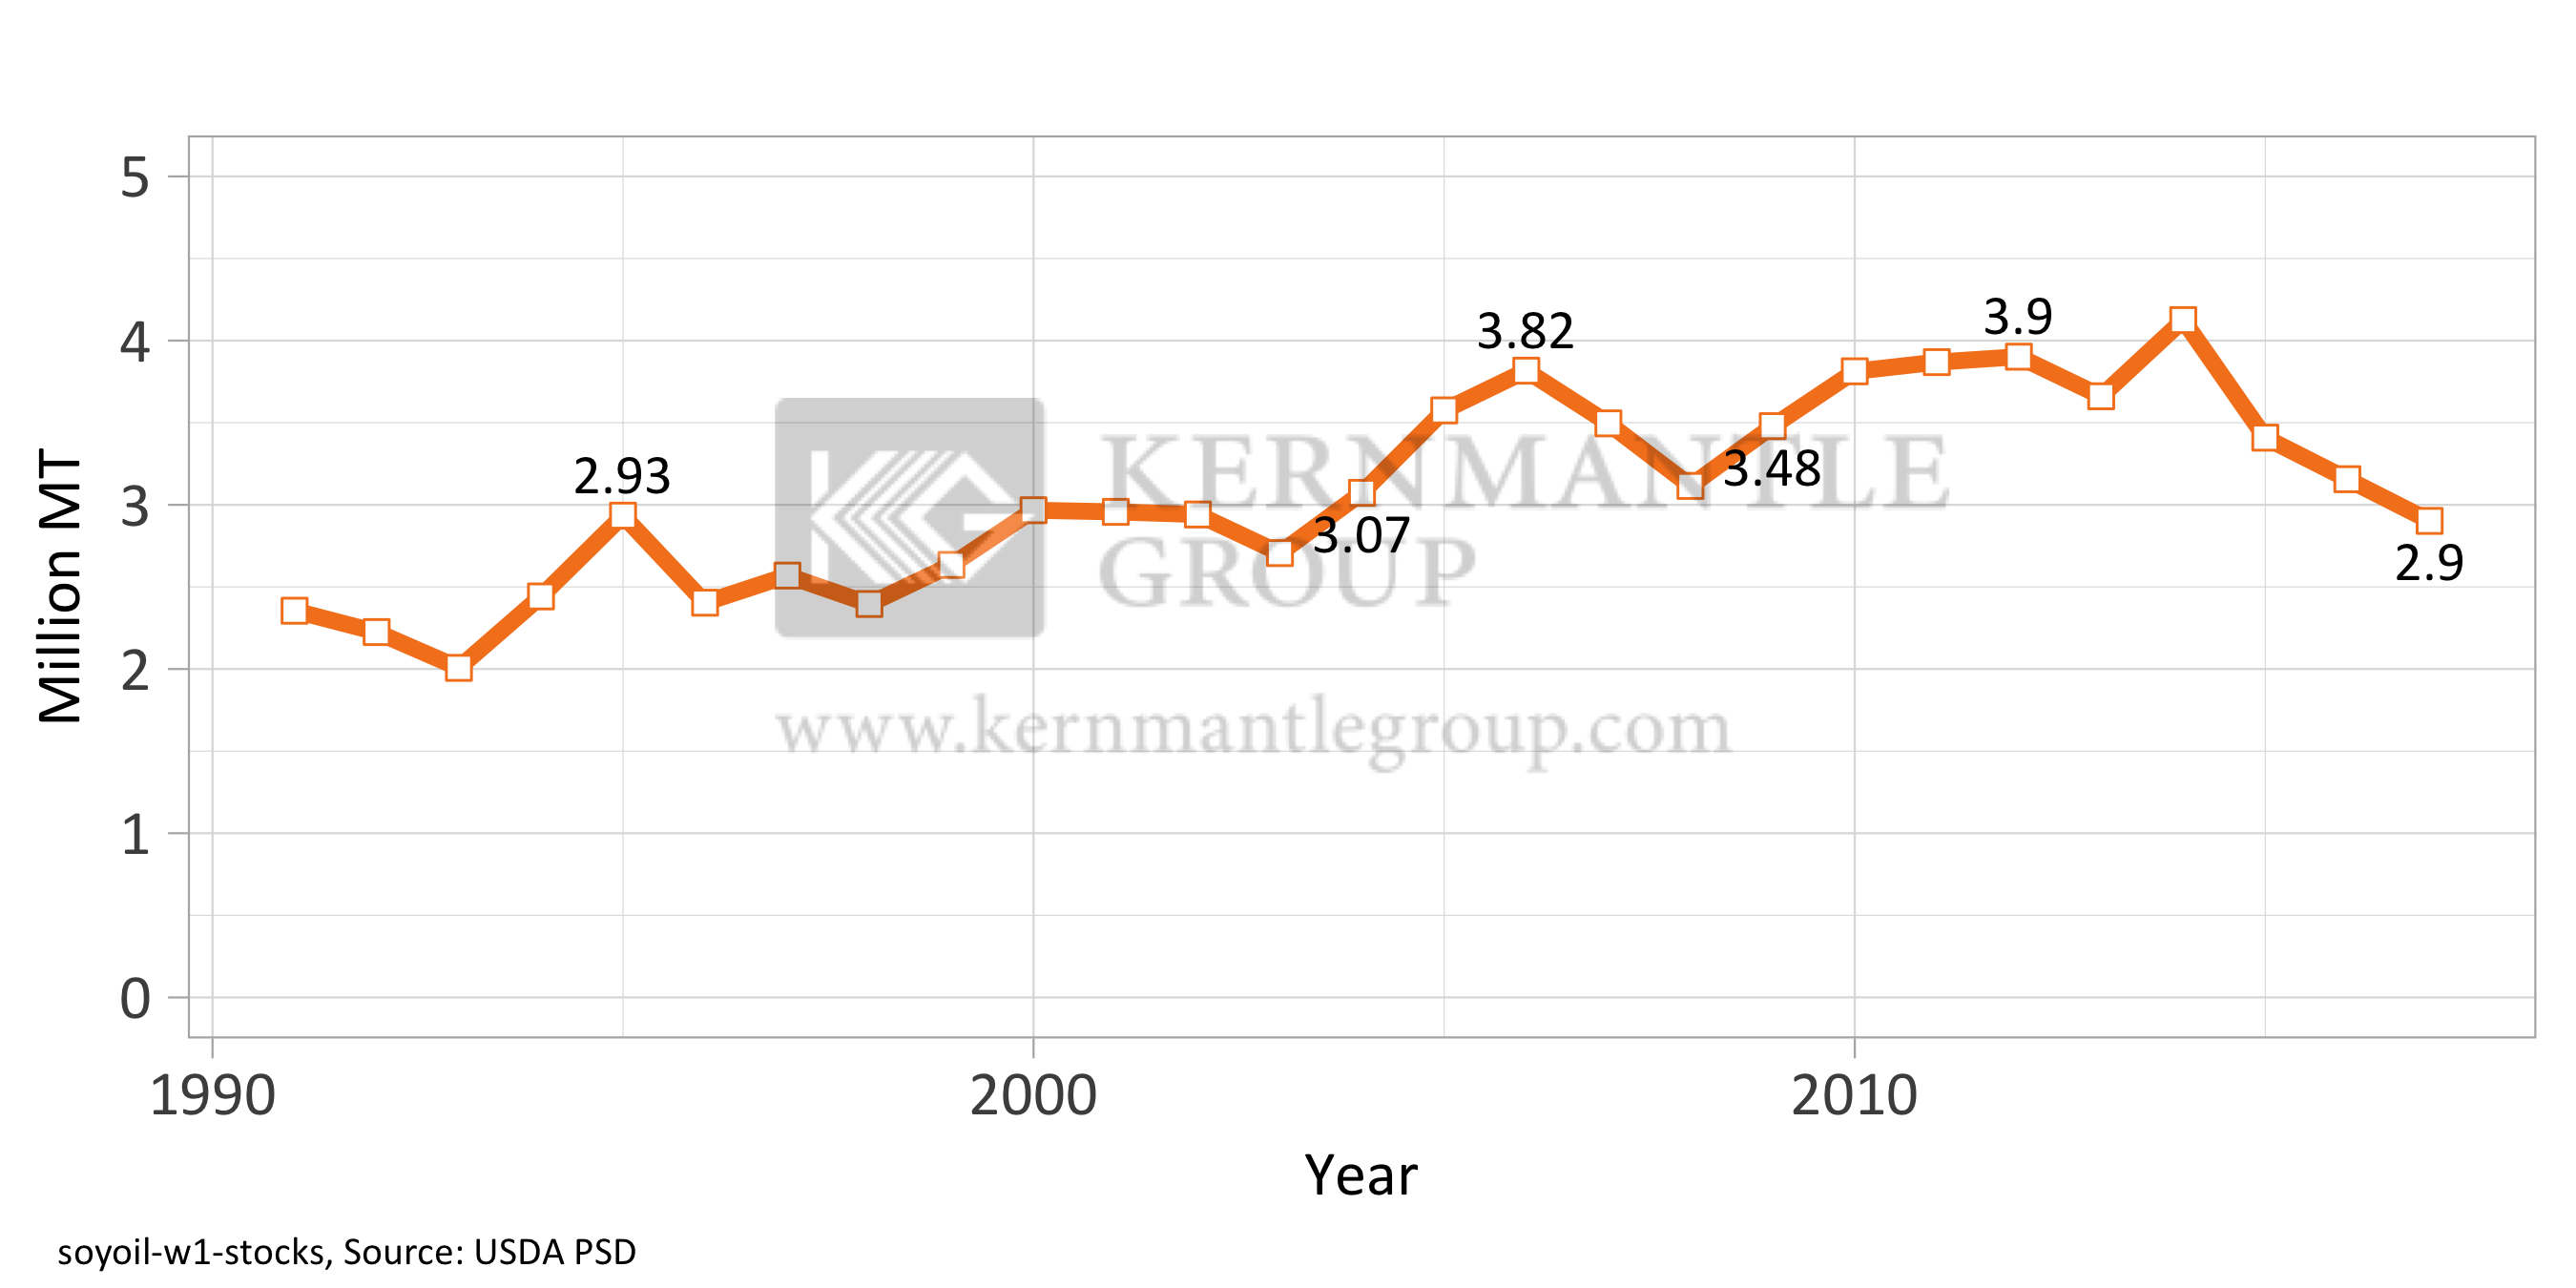 5
4
3
2
1
0
Million MT
2.93
3.07
3.82
3.48
3.9
2.9
KERNMANTLE
GROUP
www.kernmantlegroup.com
1990
2000
2010
Year
soyoil-w1-stocks, Source: USDA PSD